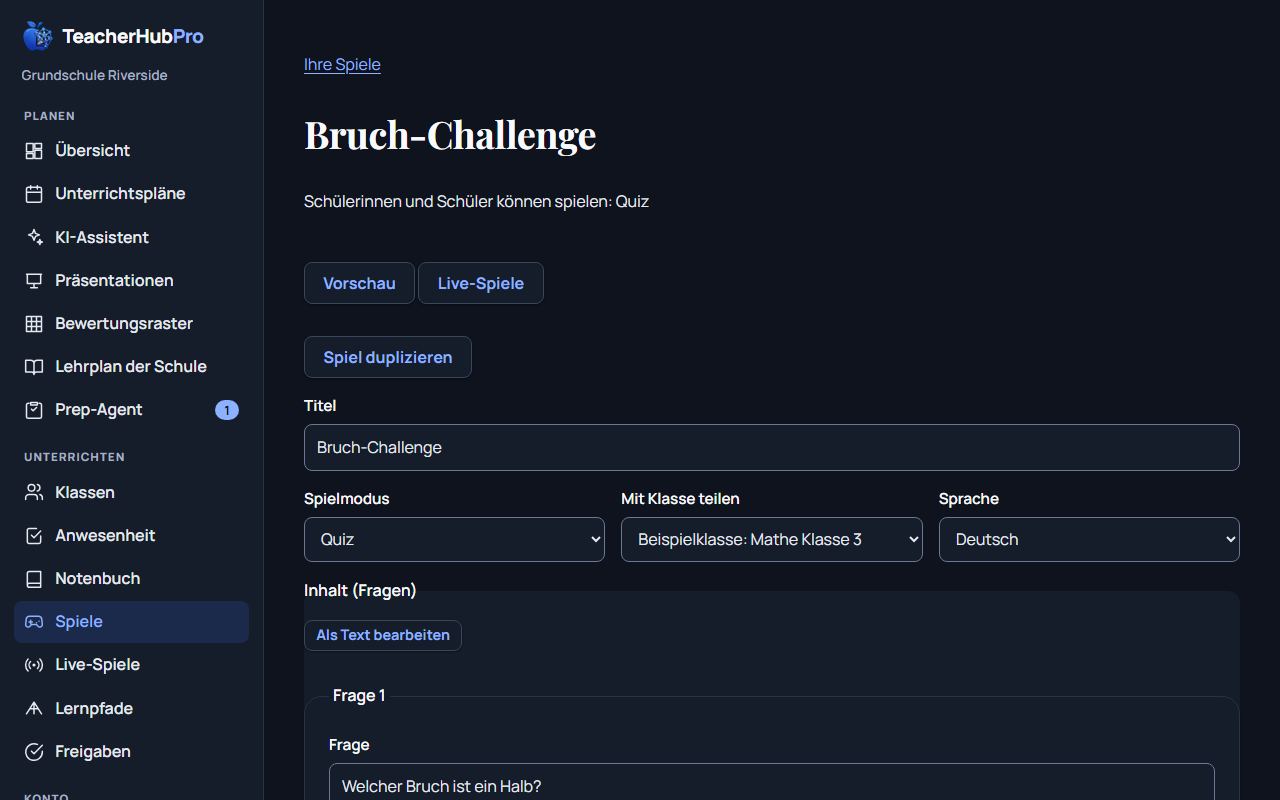 TeacherHubPro
Grundschule Riverside
PLANEN
Übersicht
Unterrichtspläne
KI-Assistent
Präsentationen
Bewertungsraster
Lehrplan der Schule
Prep-Agent 1
UNTERRICHTEN
Klassen
Anwesenheit
Notenbuch
Spiele
Live-Spiele
Lernpfade
Freigaben
KONTO
Ihre Spiele
Bruch-Challenge
Schülerinnen und Schüler können spielen: Quiz
Vorschau Live-Spiele
Spiel duplizieren
Titel
Bruch-Challenge
Spielmodus Mit Klasse teilen Sprache
Quiz Beispielklasse: Mathe Klasse 3 Deutsch
Inhalt (Fragen)
Als Text bearbeiten
Frage 1
Frage
Welcher Bruch ist ein Halb?